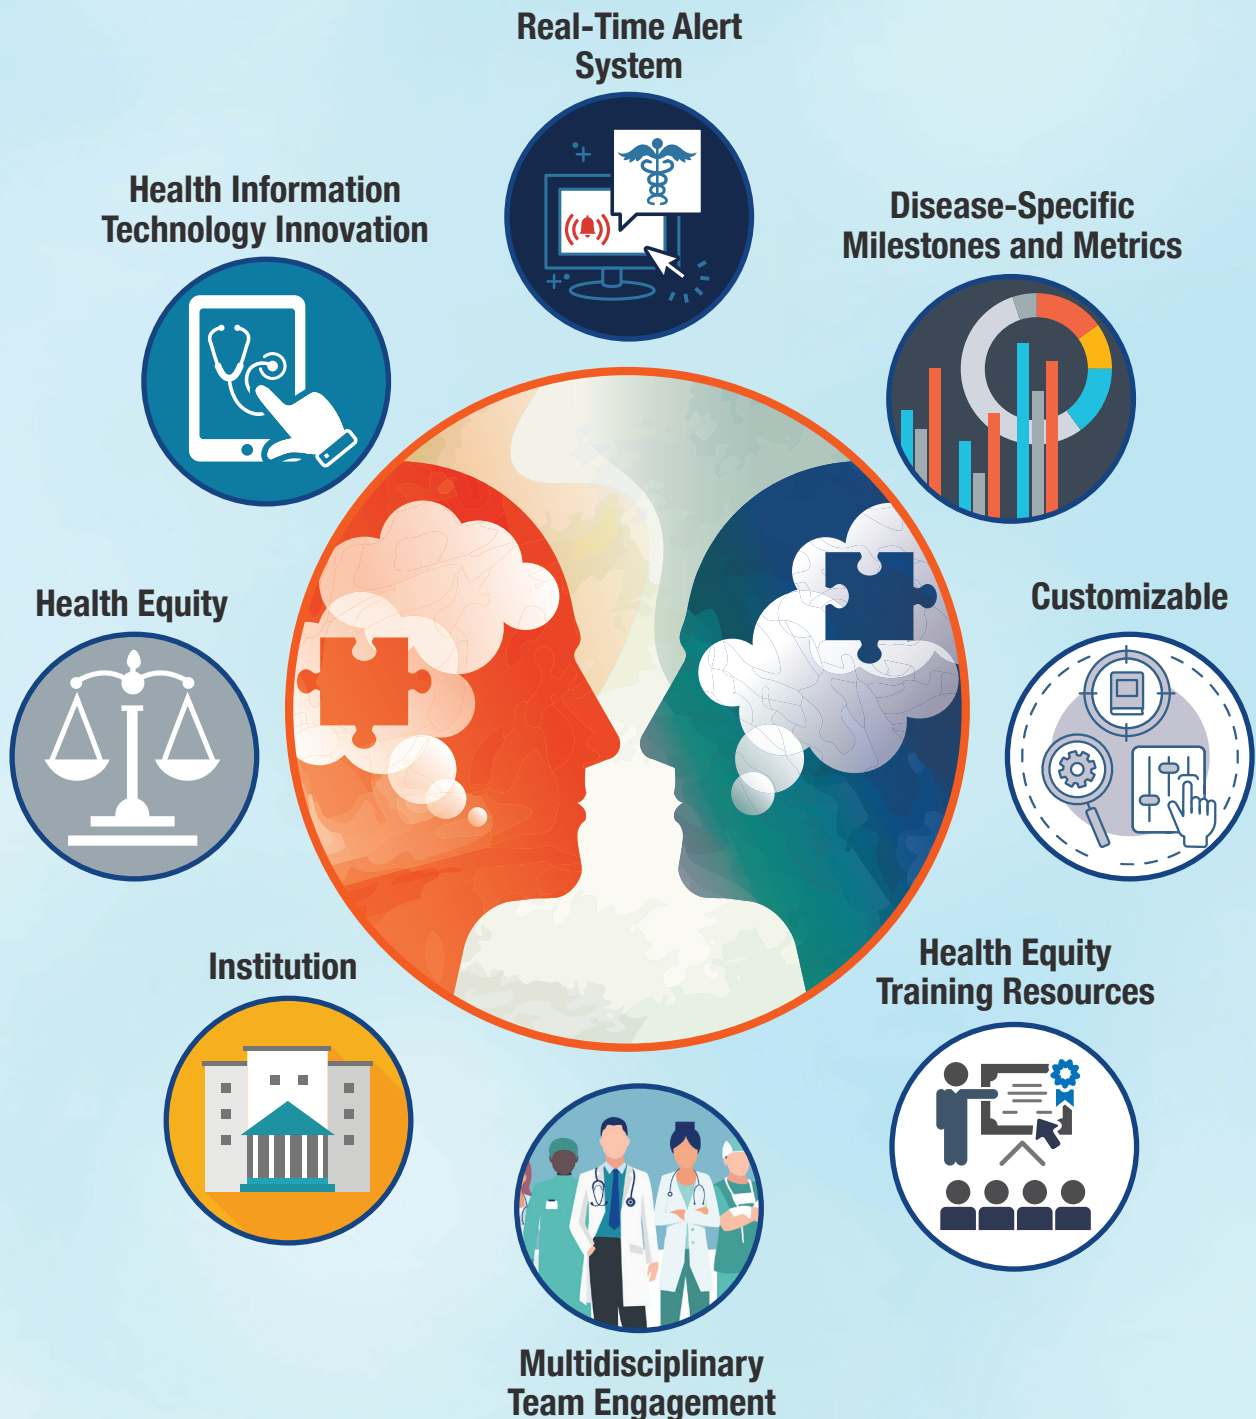 Real-Time Alert
System
Health Information
Technology Innovation
Disease-Specific
Milestones and Metrics
Health Equity
Customizable
Institution
Health Equity
Training Resources
Multidisciplinary
Team Engagement